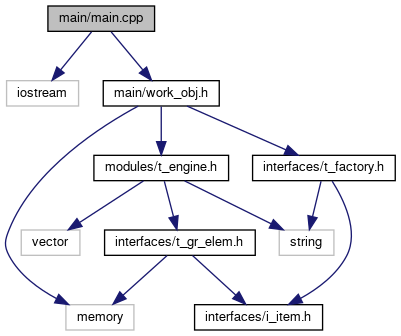 main/main.cpp
iostream
main/work_obj.h
modules/t_engine.h
interfaces/t_factory.h
vector
interfaces/t_gr_elem.h
string
memory
interfaces/i_item.h